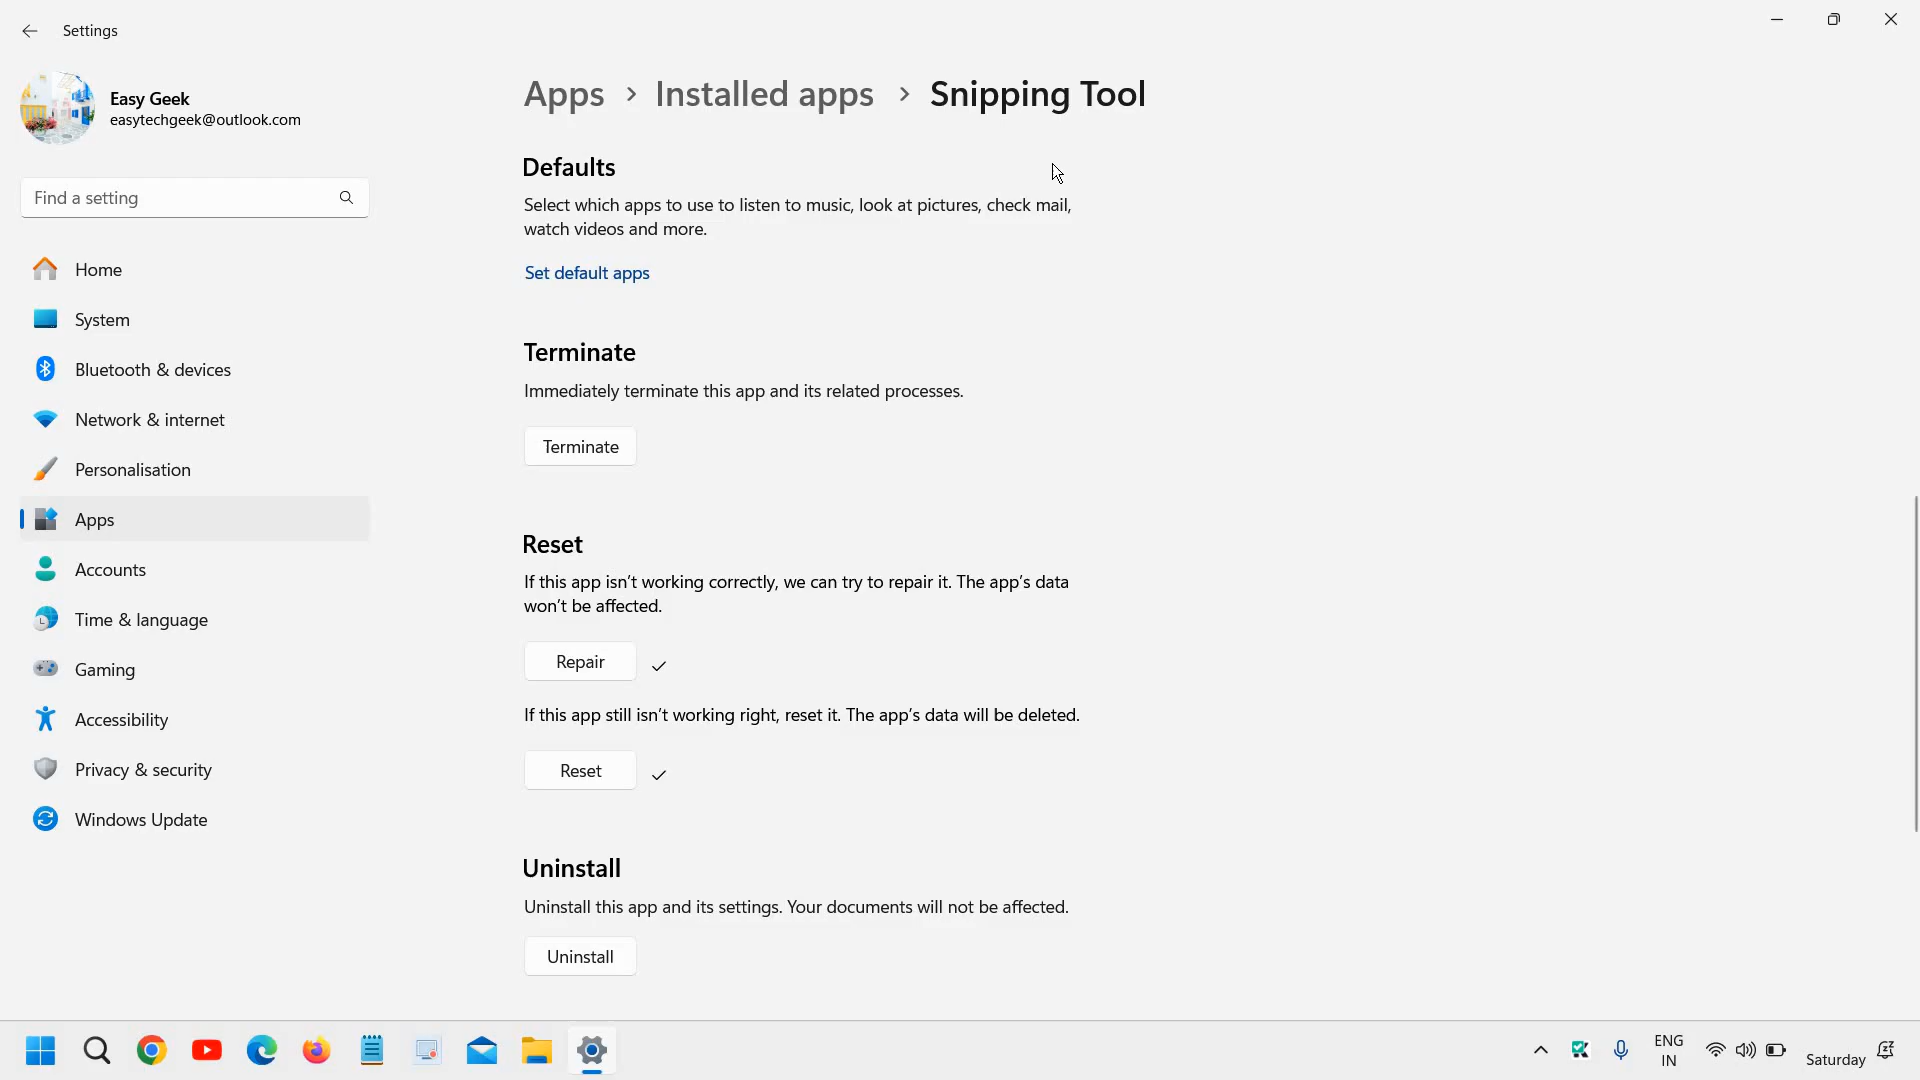 Settings
Easy Geek
easytechgeek@outlook.com
Find a setting
Home
System
Bluetooth & devices
Network & internet
Personalisation
Apps
Accounts
Time & language
Gaming
Accessibility
Privacy & security
Windows Update
Apps > Installed apps > Snipping Tool
Defaults
Select which apps to use to listen to music, look at pictures, check mail,
watch videos and more.
Set default apps
Terminate
Immediately terminate this app and its related processes.
Terminate
Reset
If this app isn't working correctly, we can try to repair it. The app's data
won't be affected.
Repair
If this app still isn't working right, reset it. The app's data will be deleted.
Reset
Uninstall
Uninstall this app and its settings. Your documents will not be affected.
Uninstall
ENG
IN
Saturday